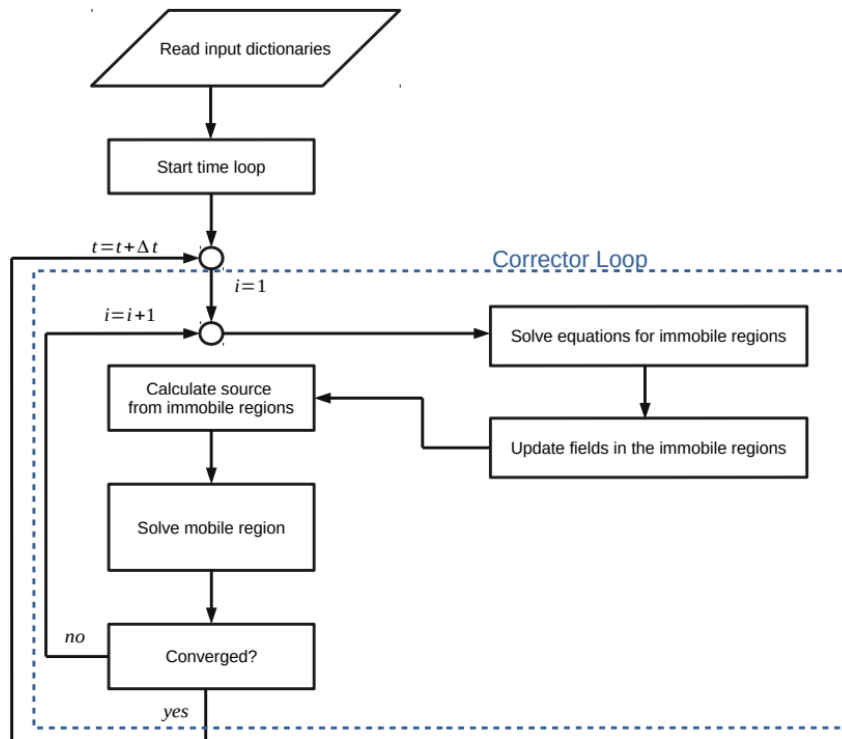 Read input dictionaries
Start time loop
t=t+Δt
Corrector Loop
i=1
i=i+1
Solve equations for immobile regions
Calculate source
from immobile regions
Update fields in the immobile regions
Solve mobile region
no
Converged?
yes